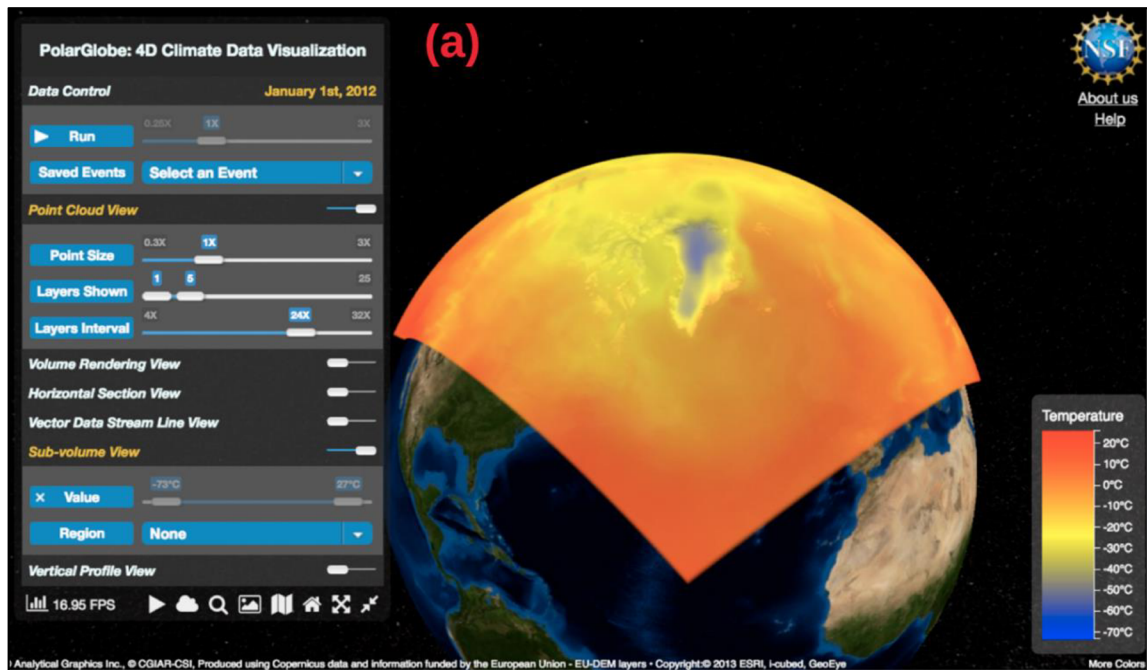 PolarGlobe: 4D Climate Data Visualization
(a)
NSF
About us
Help
Data Control January 1st, 2012
0.25X 1X 3X
Run
Saved Events Select an Event
Point Cloud View
0.3X 1X 3X
Point Size
1 5 25
Layers Shown
4X 24X 32X
Layers Interval
Volume Rendering View
Horizontal Section View
Vector Data Stream Line View
Sub-volume View
-73°C 27°C
× Value
Region None
Vertical Profile View
16.95 FPS
Temperature
20°C
10°C
0°C
-10°C
-20°C
-30°C
-40°C
-50°C
-60°C
-70°C
Analytical Graphics Inc., © CGIAR-CSI, Produced using Copernicus data and information funded by the European Union - EU-DEM layers • Copyright:© 2013 ESRI, i-cubed, GeoEye
More Colors